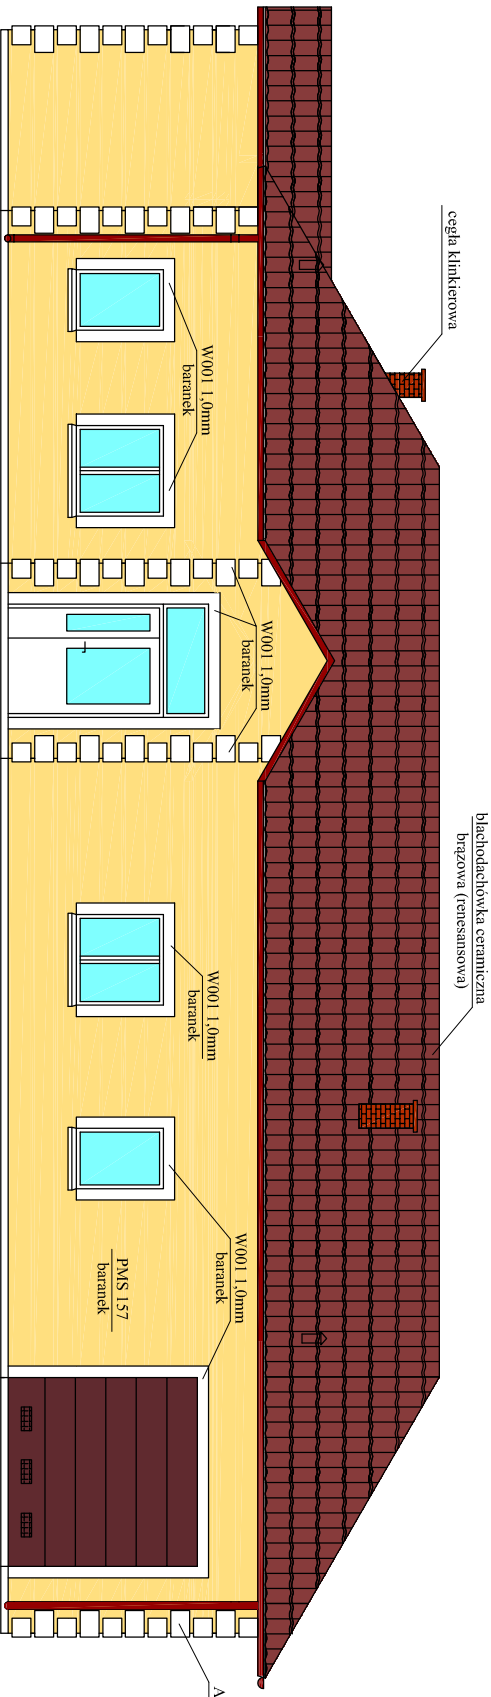 cegła klinkierowa
blachodachówka ceramiczna
brązowa (renesansowa)
W001 1,0mm
baranek
W001 1,0mm
baranek
W001 1,0mm
baranek
W001 1,0mm
baranek
PMS 157
baranek
A